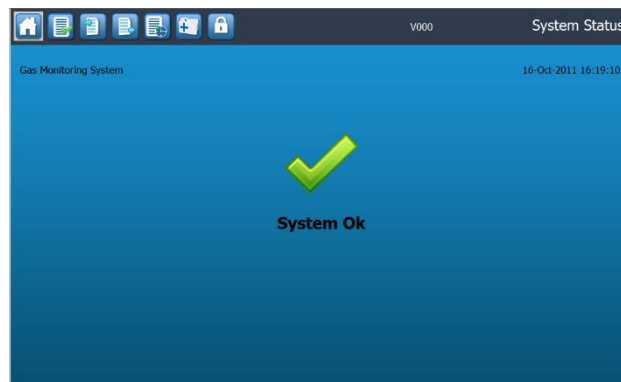 V000
System Status
Gas Monitoring System
16-Oct-2011 16:19:10
System Ok